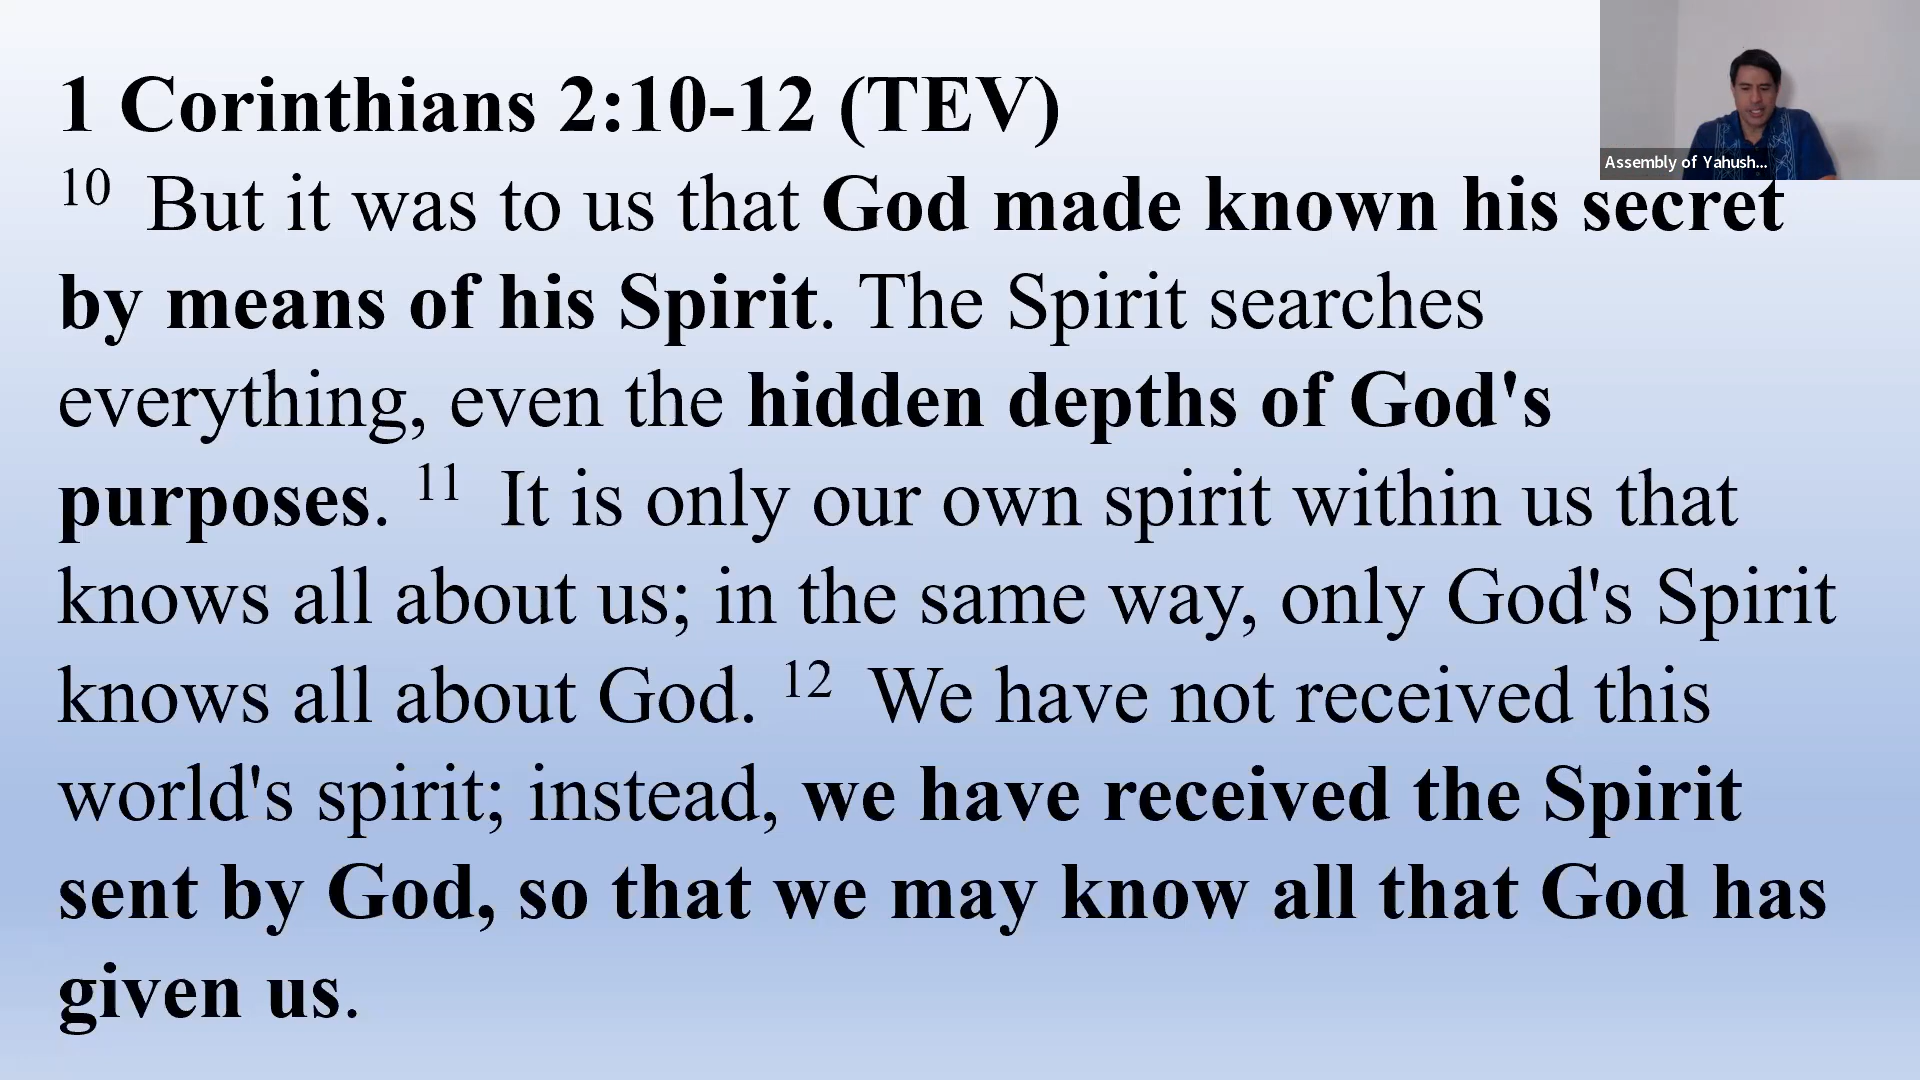 1 Corinthians 2:10-12 (TEV)
10 But it was to us that God made known his secret
by means of his Spirit. The Spirit searches
everything, even the hidden depths of God's
purposes. 11 It is only our own spirit within us that
knows all about us; in the same way, only God's Spirit
knows all about God. 12 We have not received this
world's spirit; instead, we have received the Spirit
sent by God, so that we may know all that God has
given us.
Assembly of Yahush...